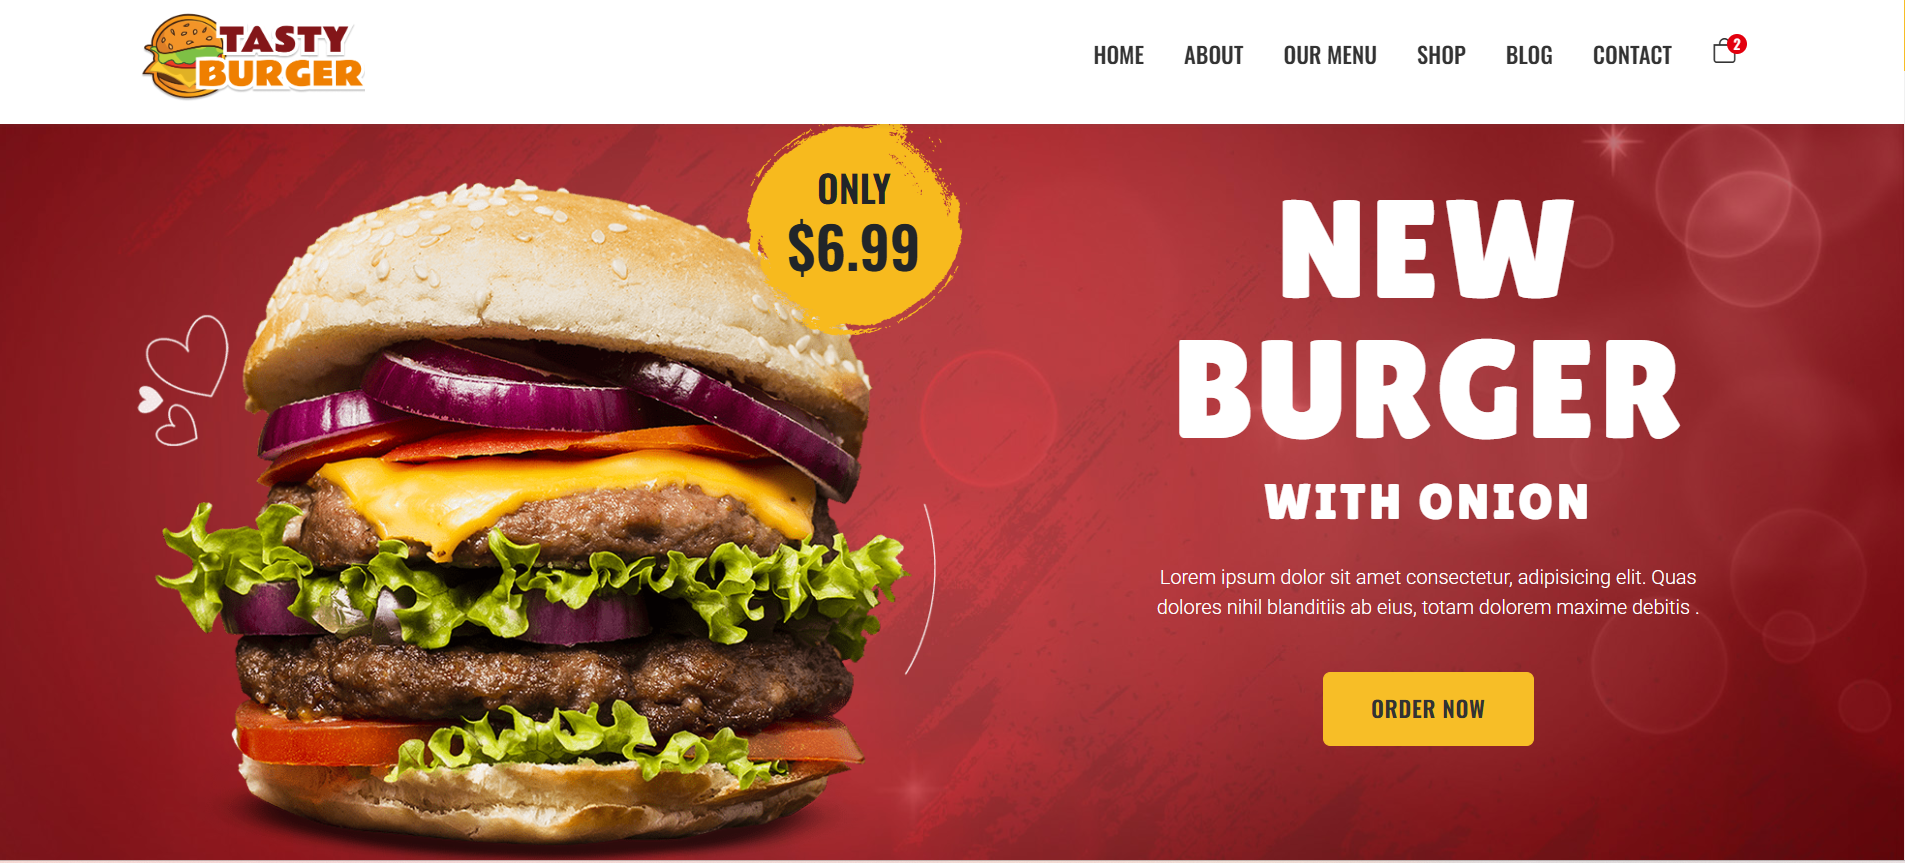 TASTY
BURGER
HOME ABOUT OUR MENU SHOP BLOG CONTACT 2
ONLY
$6.99
NEW
BURGER
WITH ONION
Lorem ipsum dolor sit amet consectetur, adipisicing elit. Quas
dolores nihil blanditiis ab eius, totam dolorem maxime debitis .
ORDER NOW